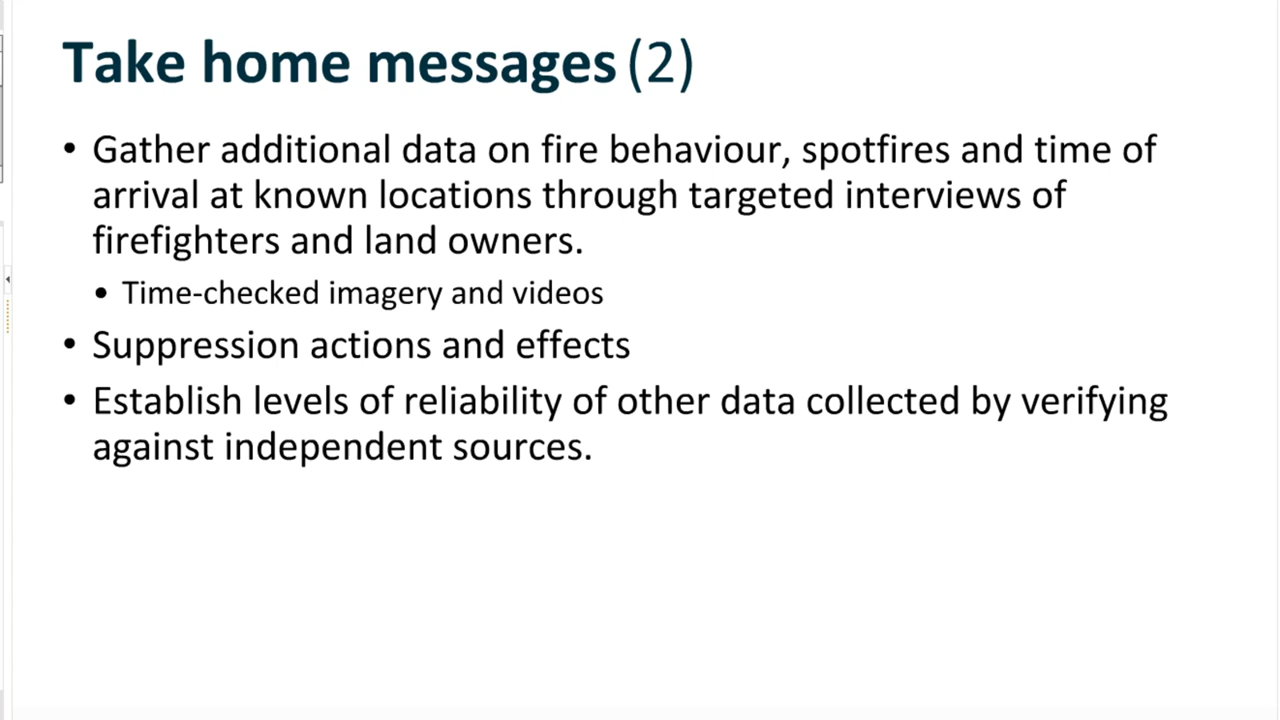 Take home messages (2)
• Gather additional data on fire behaviour, spotfires and time of
arrival at known locations through targeted interviews of
firefighters and land owners.
• Time-checked imagery and videos
• Suppression actions and effects
• Establish levels of reliability of other data collected by verifying
against independent sources.